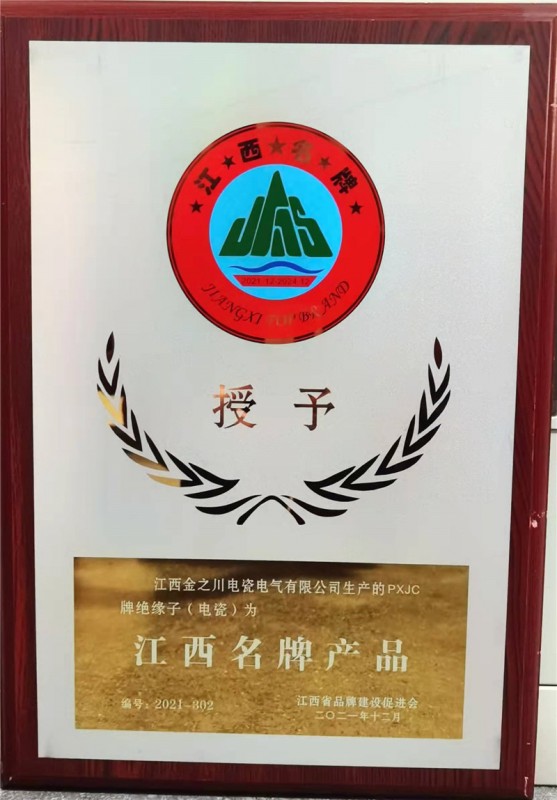 江西名牌
JMS
2021.12-2024.12
JIANGXI TOP BRAND
授予
江西金之川电瓷电气有限公司生产的PXJC
牌绝缘子（电瓷）为
江西名牌产品
编号：2021-302
江西省品牌建设促进会
二〇二一年十二月